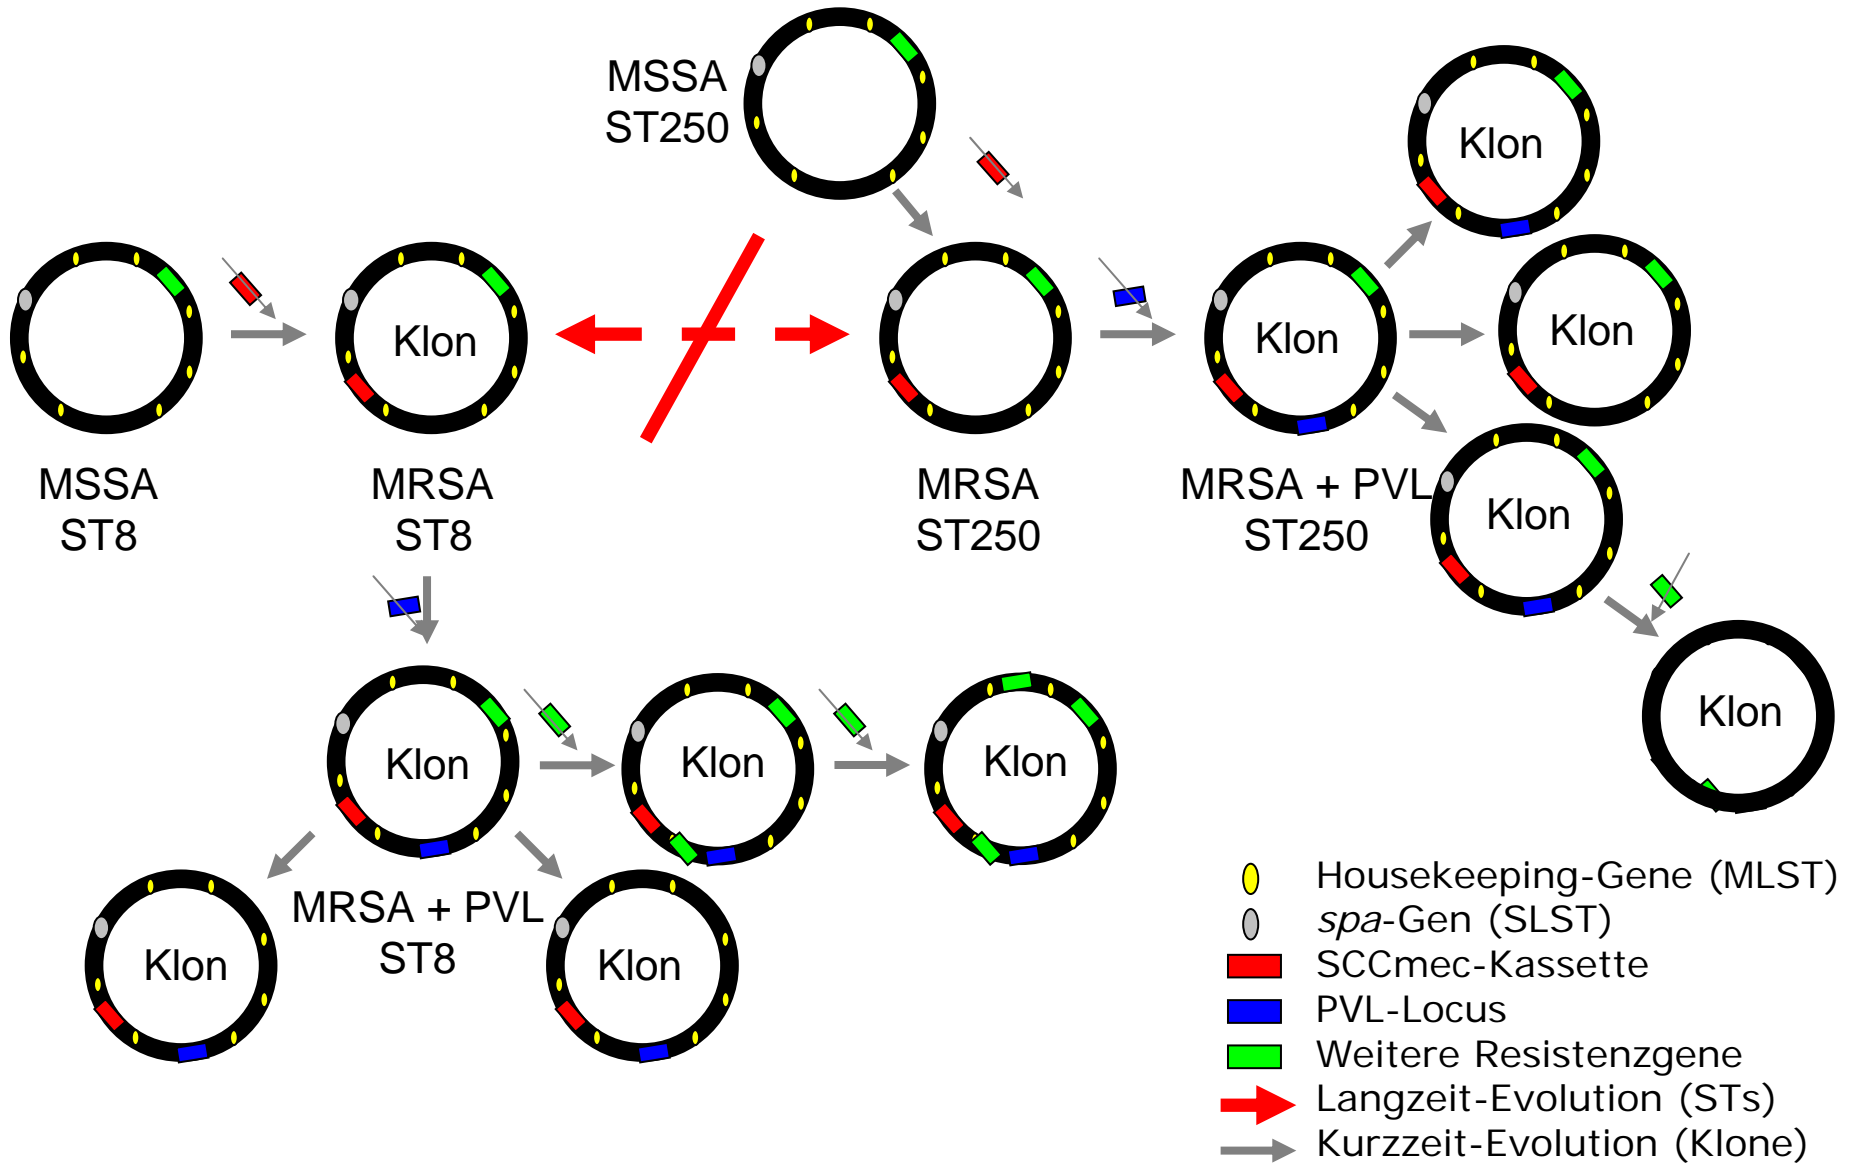 MSSA
ST250
Klon
Klon
Klon
Klon
Klon
MSSA
ST8
MRSA
ST8
MRSA
ST250
MRSA + PVL
ST250
Klon
Klon
Klon
Klon
Klon
MRSA + PVL
ST8
Klon
Klon
Housekeeping-Gene (MLST)
spa-Gen (SLST)
SCCmec-Kassette
PVL-Locus
Weitere Resistenzgene
Langzeit-Evolution (STs)
Kurzzeit-Evolution (Klone)